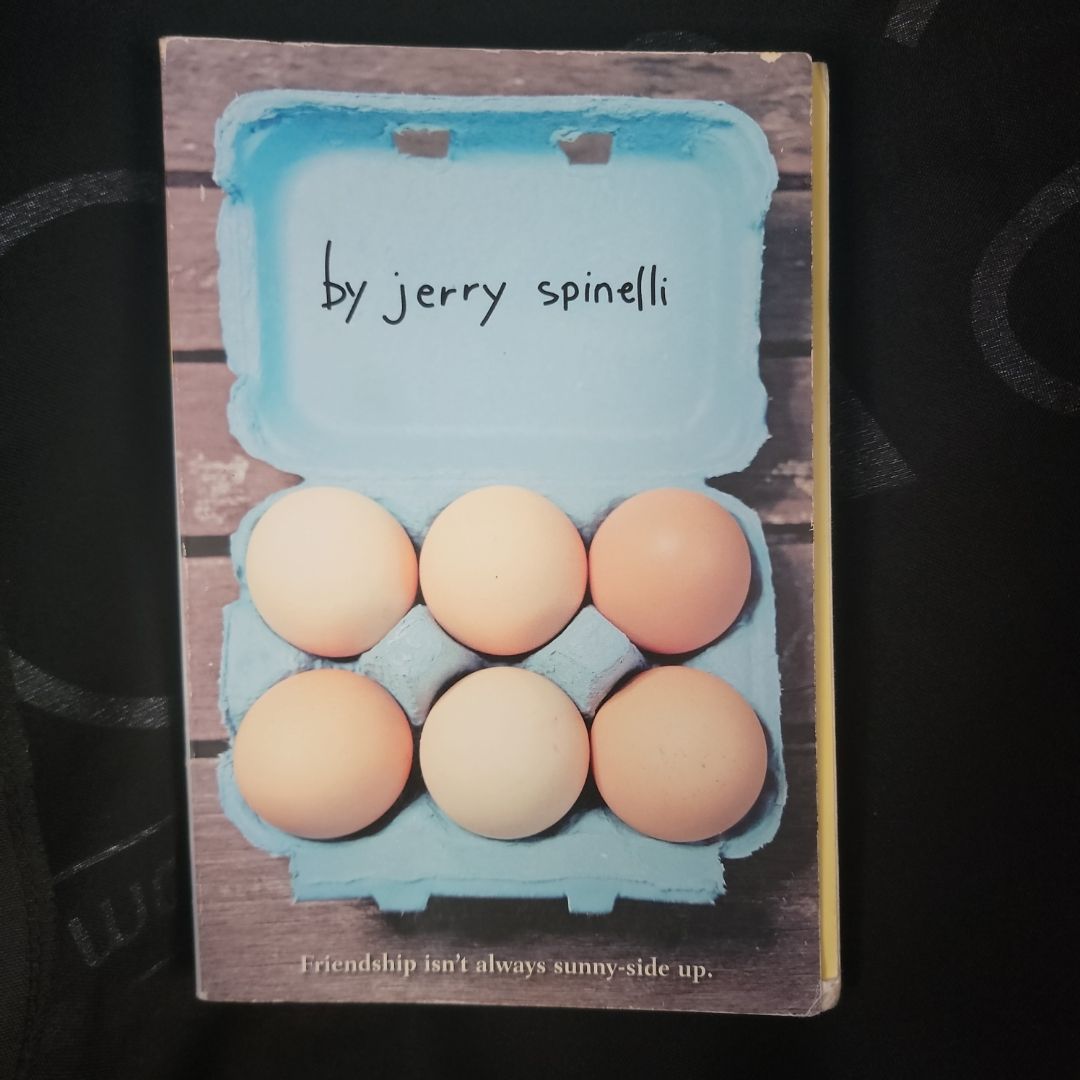 by jerry spinelli
Friendship isn't always sunny-side up.